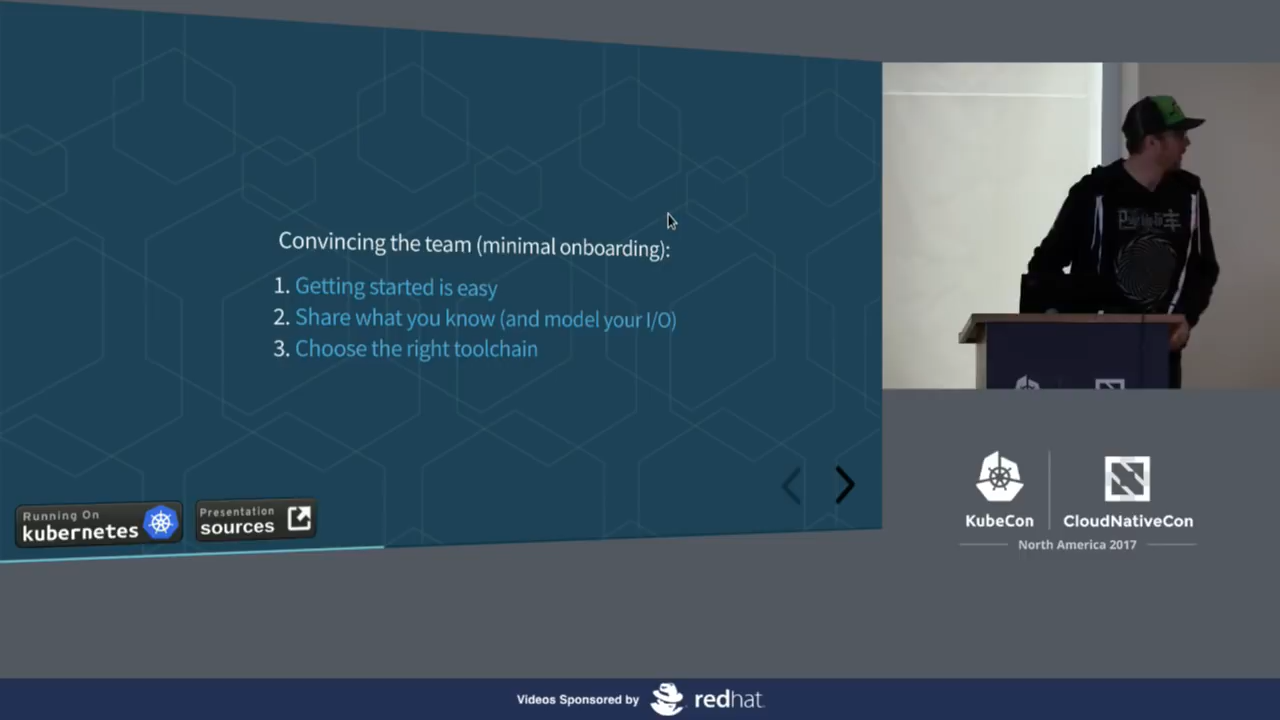 Convincing the team (minimal onboarding):
1. Getting started is easy
2. Share what you know (and model your I/O)
3. Choose the right toolchain
Running On
kubernetes
Presentation
sources
KubeCon
CloudNativeCon
North America 2017
Videos Sponsored by
redhat.